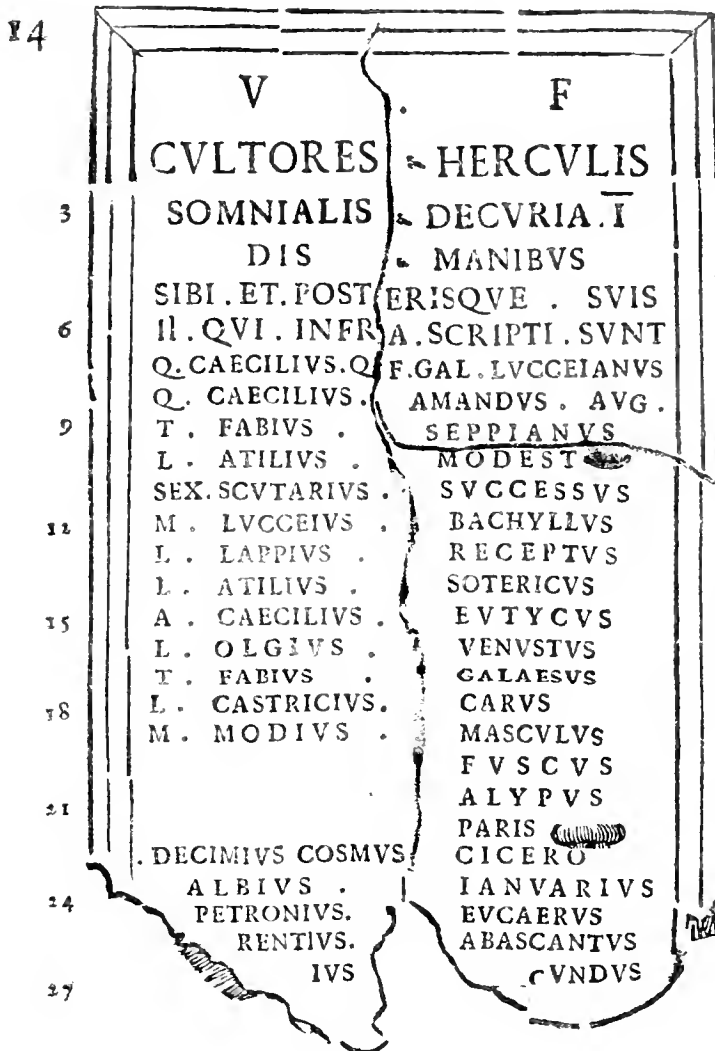 14
V . F
CVLTORES HERCVLIS
3 SOMNIALIS DECVRIA . I
DIS MANIBVS
SIBI . ET . POSTERISQVE . SVIS
6 II . QVI . INFRA . SCRIPTI . SVNT
Q . CAECILIVS . Q F . GAL . LVCCEIANVS
Q . CAECILIVS . AMANDVS . AVG .
9 T . FABIVS . SEPPIANVS
L . ATILIVS . MODEST
SEX . SCVTARIVS . SVCCESSVS
12 M . LVCCEIVS . BACHYLLVS
L . LAPPIVS . RECEPTVS
L . ATILIVS . SOTERICVS
15 A . CAECILIVS . EVTYCVS
L . OLGIVS . VENVSTVS
T . FABIVS . GALAESVS
18 L . CASTRICIVS . CARVS
M . MODIVS . MASCVLVS
FVSCVS
21 ALYPVS
PARIS
. DECIMIVS COSMVS CICERO
24 ALBIVS . IANVARIVS
PETRONIVS . EVCAERVS
RENTIVS . ABASCANTVS
27 IVS CVNDVS